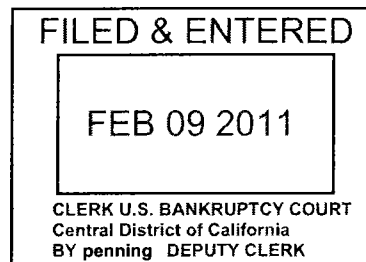 FILED & ENTERED
FEB 09 2011
CLERK U.S. BANKRUPTCY COURT
Central District of California
BY penning DEPUTY CLERK